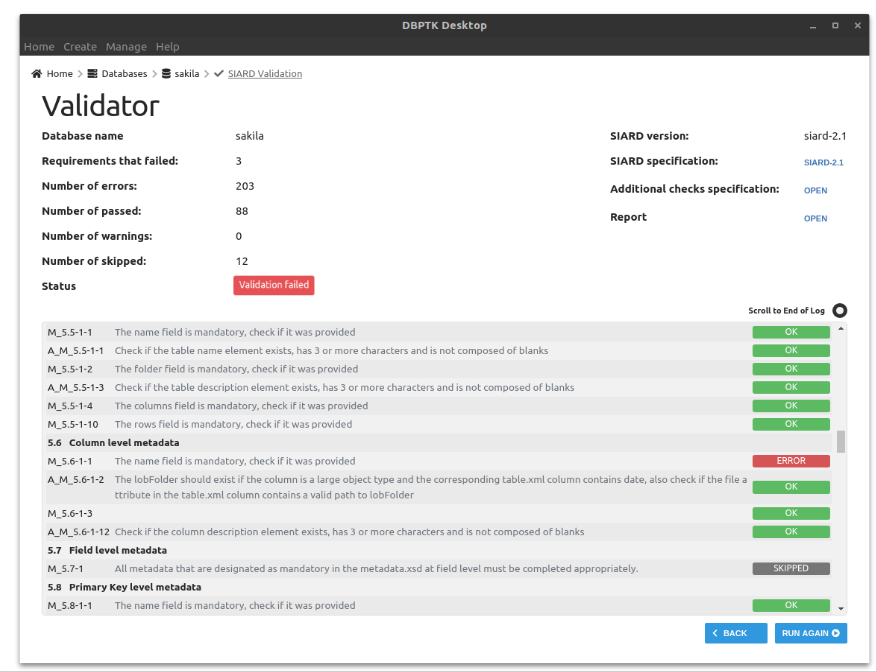 DBPTK Desktop
Home Create Manage Help
Home > Databases > sakila > SIARD Validation
Validator
Database name sakila SIARD version: siard-2.1
Requirements that failed: 3 SIARD specification: SIARD-2.1
Number of errors: 203 Additional checks specification: OPEN
Number of passed: 88 Report OPEN
Number of warnings: 0
Number of skipped: 12
Status Validation failed
Scroll to End of Log
M_5.5-1-1 The name field is mandatory, check if it was provided OK
A_M_5.5-1-1 Check if the table name element exists, has 3 or more characters and is not composed of blanks OK
M_5.5-1-2 The folder field is mandatory, check if it was provided OK
A_M_5.5-1-3 Check if the table description element exists, has 3 or more characters and is not composed of blanks OK
M_5.5-1-4 The columns field is mandatory, check if it was provided OK
M_5.5-1-10 The rows field is mandatory, check if it was provided OK
5.6 Column level metadata
M_5.6-1-1 The name field is mandatory, check if it was provided ERROR
A_M_5.6-1-2 The lobFolder should exist if the column is a large object type and the corresponding table.xml column contains date, also check if the file a
ttribute in the table.xml column contains a valid path to lobFolder OK
M_5.6-1-3 OK
A_M_5.6-1-12 Check if the column description element exists, has 3 or more characters and is not composed of blanks OK
5.7 Field level metadata
M_5.7-1 All metadata that are designated as mandatory in the metadata.xsd at field level must be completed appropriately. SKIPPED
5.8 Primary Key level metadata
M_5.8-1-1 The name field is mandatory, check if it was provided OK
BACK RUN AGAIN